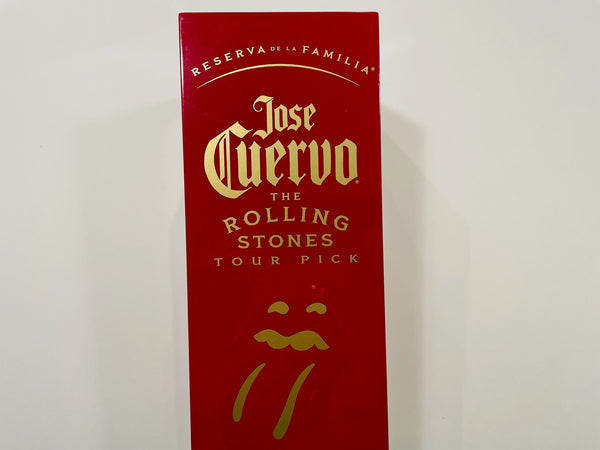 RESERVA DE LA FAMILIA®
Jose
Cuervo®
THE
ROLLING
STONES
TOUR PICK